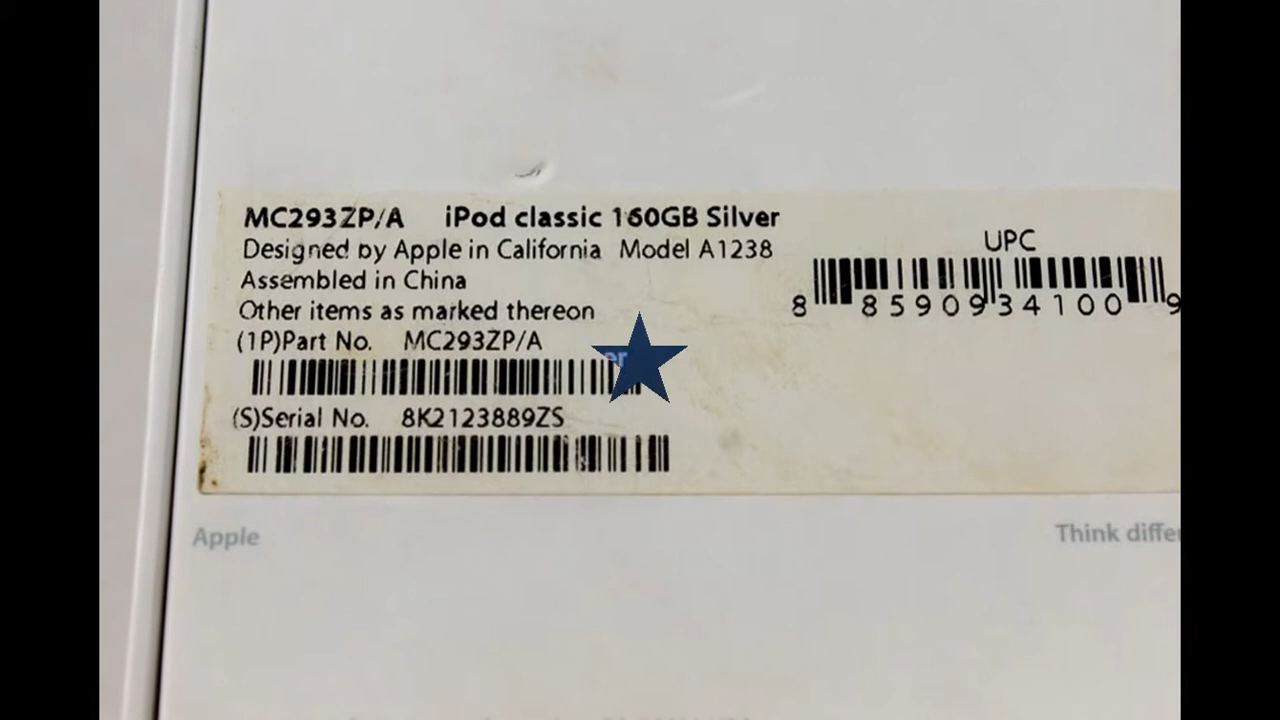 MC293ZP/A iPod classic 160GB Silver
Designed by Apple in California Model A1238
Assembled in China
Other items as marked thereon
(1P)Part No. MC293ZP/A
(S)Serial No. 8K2123889ZS
UPC
8 85909 34100 9
Apple
Think